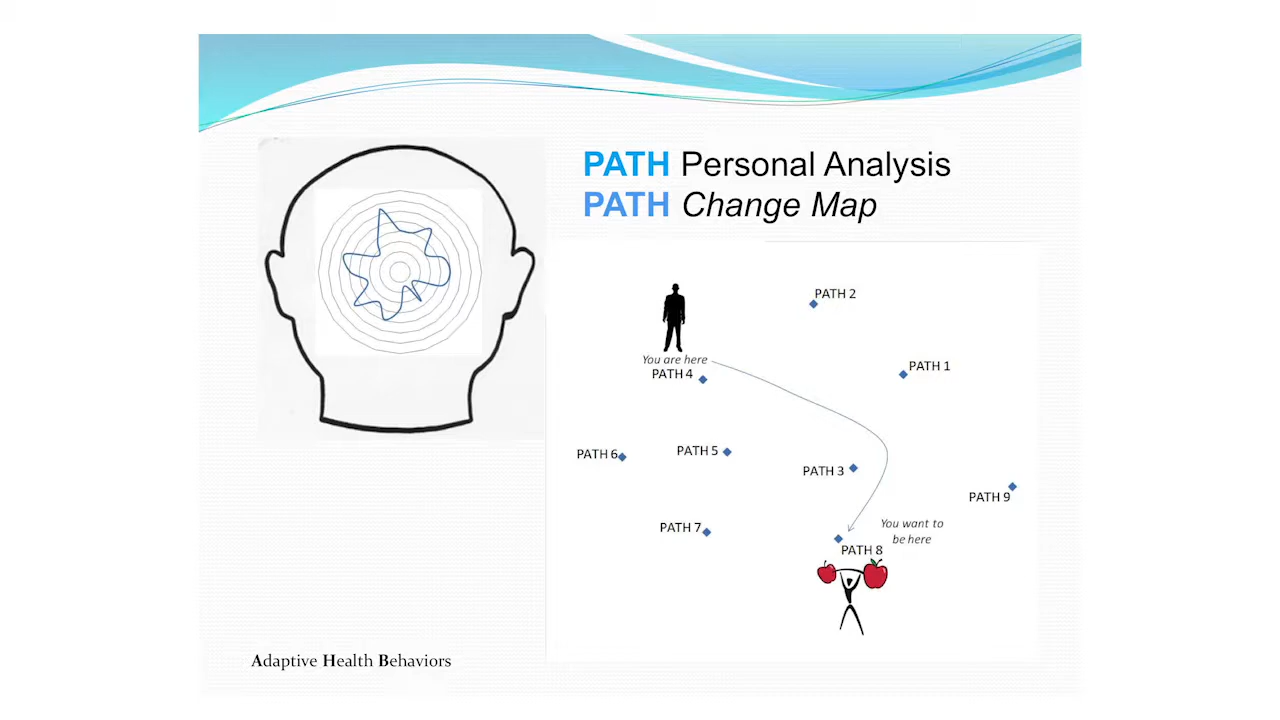 PATH Personal Analysis
PATH Change Map
PATH 2
You are here
PATH 4
PATH 1
PATH 6
PATH 5
PATH 3
PATH 9
PATH 7
You want to
be here
PATH 8
Adaptive Health Behaviors